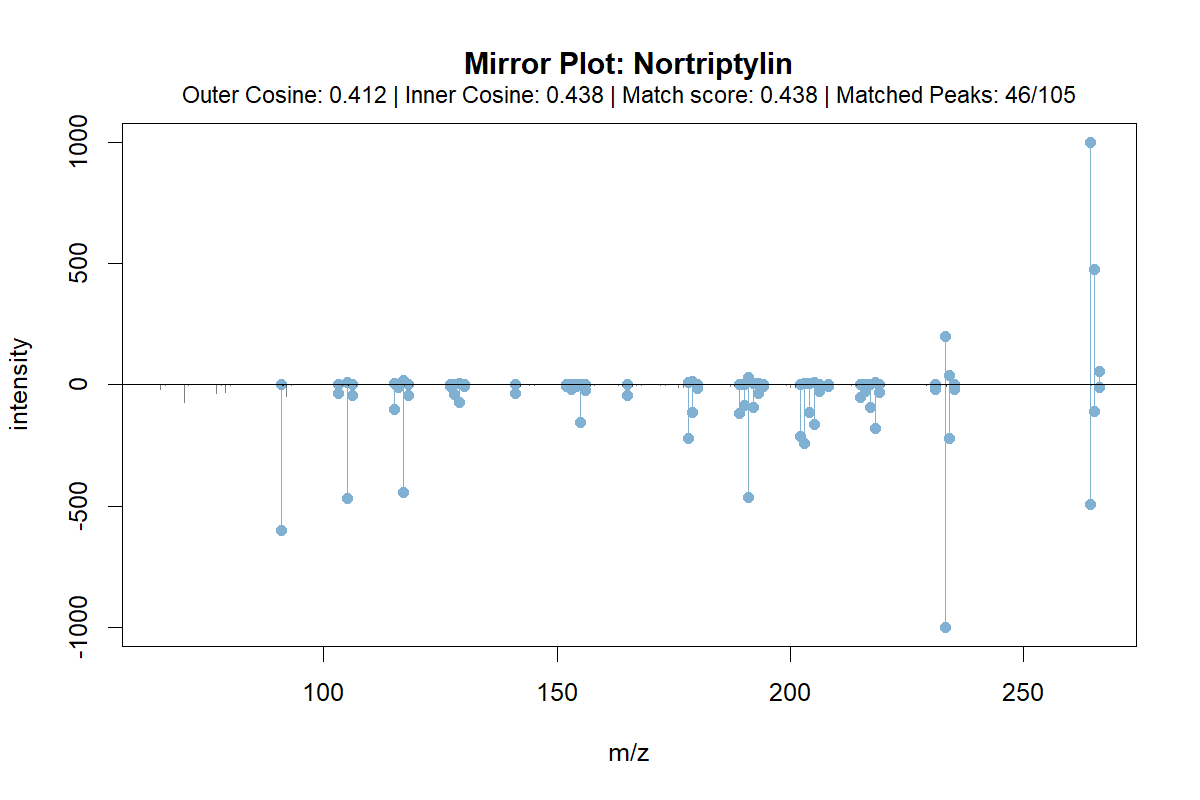 Mirror Plot: Nortriptylin
Outer Cosine: 0.412 | Inner Cosine: 0.438 | Match score: 0.438 | Matched Peaks: 46/105
intensity
1000
500
0
-500
-1000
100 150 200 250
m/z